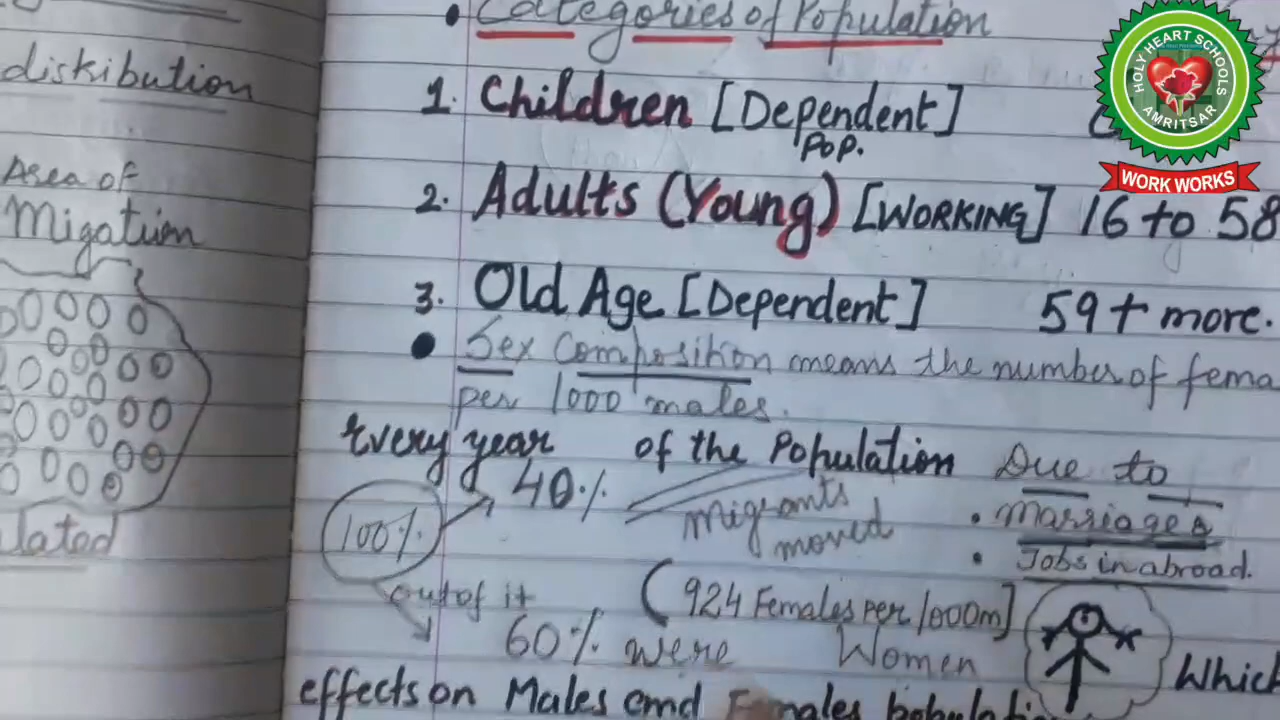 distribution
Area of
Migation
lated
• Categories of Population
1. Children [Dependent]
Pop.
2. Adults (Young) [WORKING] 16 to 58
3. Old Age [Dependent] 59+ more.
• Sex Composition means the number of fema
per 1000 males.
Every year of the Population Due to
40% migrants • Marriages
100% moved • Jobs in abroad.
out of it (924 Females per 1000m]
60% were Women
Which
effects on Males and Females populatio
HOLY HEART SCHOOLS
AMRITSAR
WORK WORKS